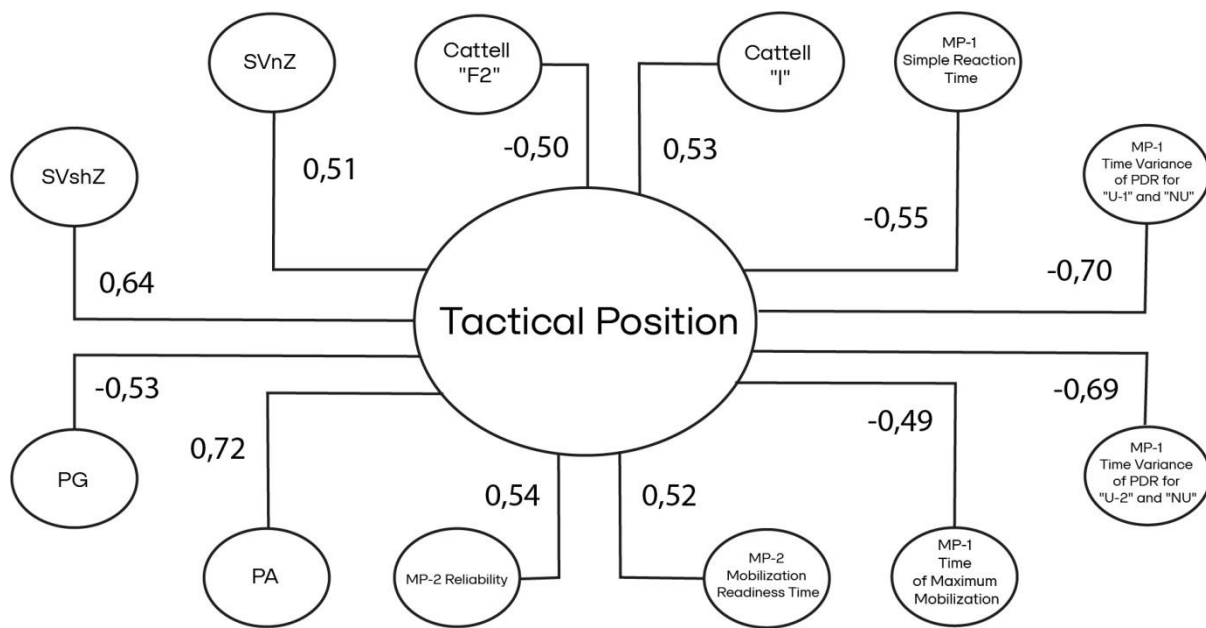 SVnZ
Cattell
"F2"
Cattell
"I"
MP-1
Simple Reaction
Time
SVshZ
MP-1
Time Variance
of PDR for
"U-1" and "NU"
0,51
-0,50
0,53
-0,55
0,64
-0,70
Tactical Position
-0,53
0,72
0,54
0,52
-0,49
-0,69
PG
PA
MP-2 Reliability
MP-2
Mobilization
Readiness Time
MP-1
Time
of Maximum
Mobilization
MP-1
Time Variance
of PDR for
"U-2" and "NU"